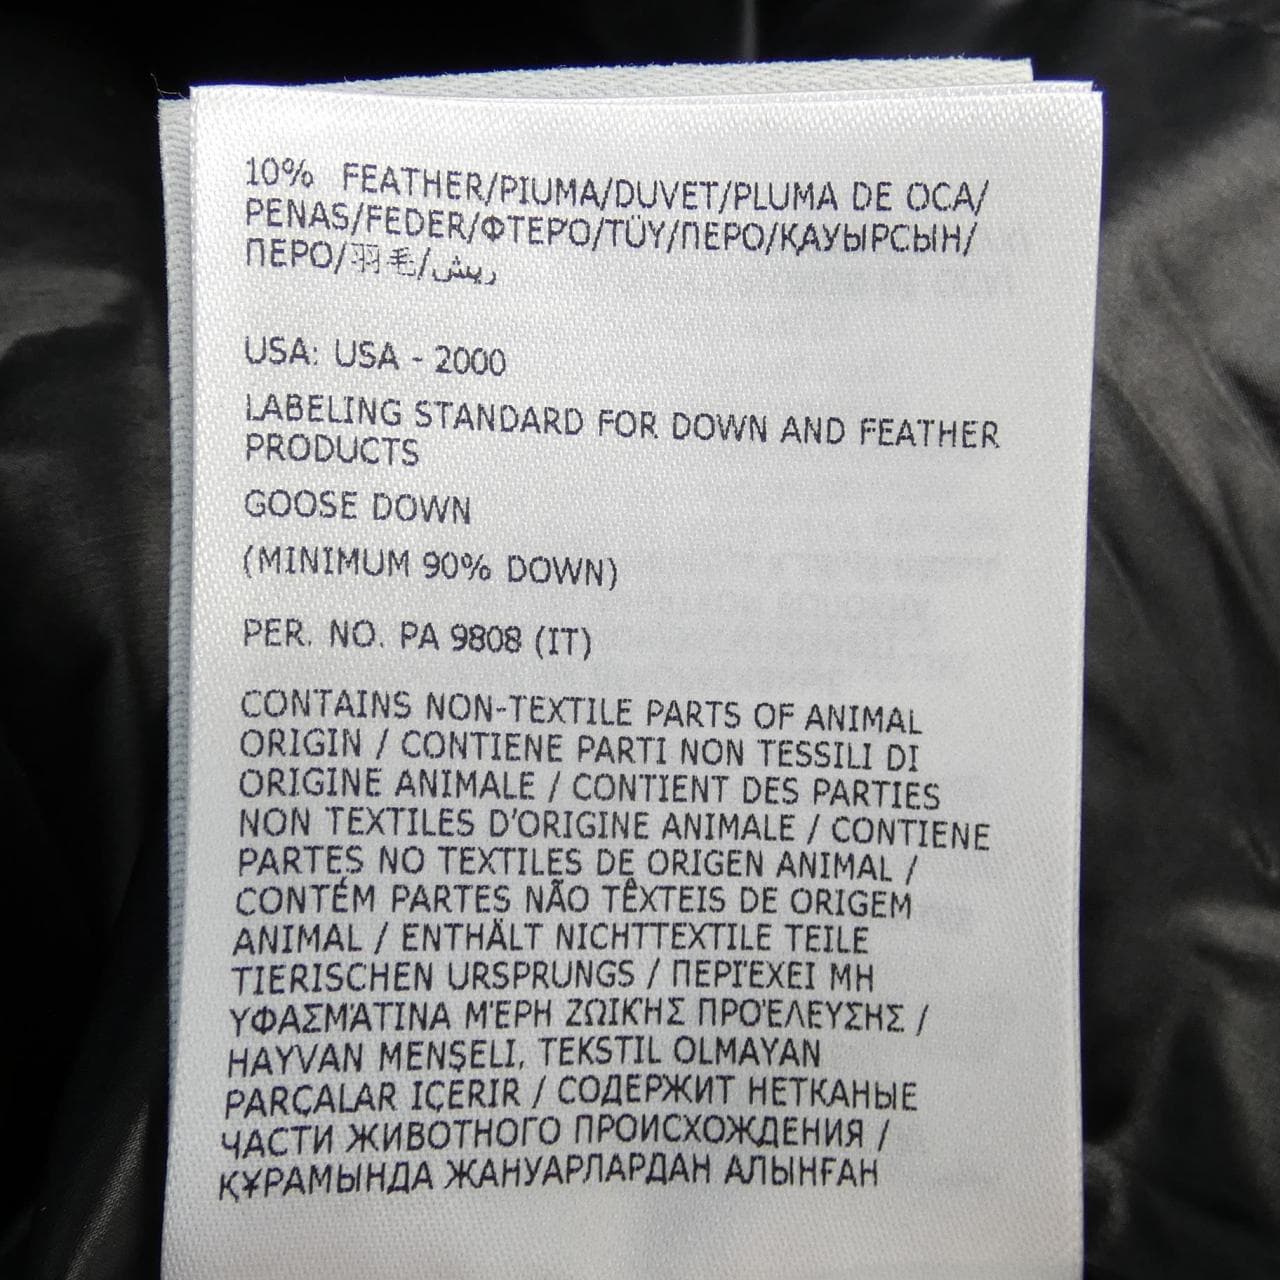 10% FEATHER/PIUMA/DUVET/PLUMA DE OCA/
PENAS/FEDER/ΦΤΕΡΌ/TÜY/ПЕРО/ҚАУЫРСЫН/
ПЕРО/羽毛/ريش
USA: USA - 2000
LABELING STANDARD FOR DOWN AND FEATHER
PRODUCTS
GOOSE DOWN
(MINIMUM 90% DOWN)
PER. NO. PA 9808 (IT)
CONTAINS NON-TEXTILE PARTS OF ANIMAL
ORIGIN / CONTIENE PARTI NON TESSILI DI
ORIGINE ANIMALE / CONTIENT DES PARTIES
NON TEXTILES D'ORIGINE ANIMALE / CONTIENE
PARTES NO TEXTILES DE ORIGEN ANIMAL /
CONTÉM PARTES NÃO TÊXTEIS DE ORIGEM
ANIMAL / ENTHÄLT NICHTTEXTILE TEILE
TIERISCHEN URSPRUNGS / ΠΕΡΙΈΧΕΙ ΜΗ
ΥΦΑΣΜΆΤΙΝΑ ΜΈΡΗ ΖΩΙΚΉΣ ΠΡΟΈΛΕΥΣΗΣ /
HAYVAN MENŞELI, TEKSTIL OLMAYAN
PARÇALAR IÇERIR / СОДЕРЖИТ НЕТКАНЫЕ
ЧАСТИ ЖИВОТНОГО ПРОИСХОЖДЕНИЯ /
ҚҰРАМЫНДА ЖАНУАРЛАРДАН АЛЫНҒАН